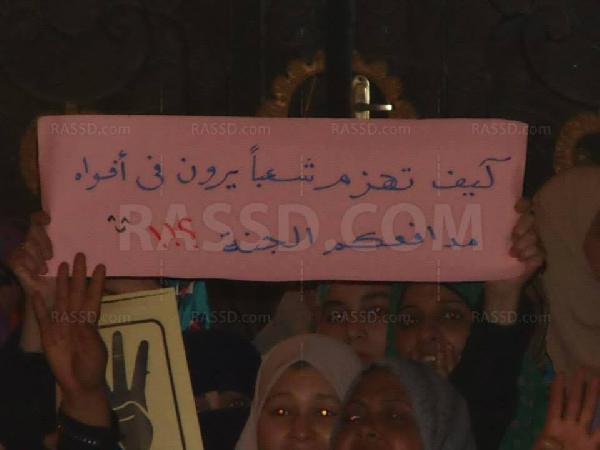 كيف تهزم شعباً يرون فى أفواه
مدافعكم الجنة ؟!!
RASSD.COM